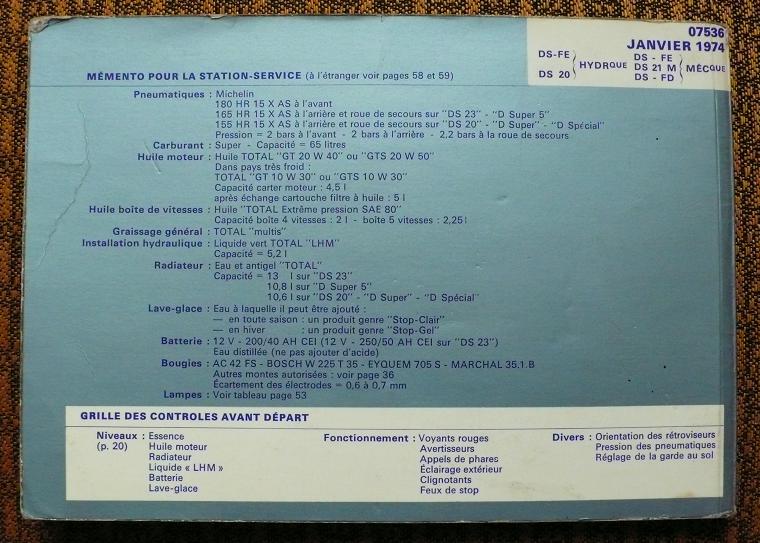 07536
JANVIER 1974
DS-FE
DS 20
HYDRQUE
DS - FE
DS 21 M
DS - FD
MÉCQUE
MÉMENTO POUR LA STATION-SERVICE (à l'étranger voir pages 58 et 59)
Pneumatiques : Michelin
180 HR 15 X AS à l'avant
165 HR 15 X AS à l'arrière et roue de secours sur "DS 23" - "D Super 5"
155 HR 15 X AS à l'arrière et roue de secours sur "DS 20" - "D Super" - "D Spécial"
Pression = 2 bars à l'avant - 2 bars à l'arrière - 2,2 bars à la roue de secours
Carburant : Super - Capacité = 65 litres
Huile moteur : Huile TOTAL "GT 20 W 40" ou "GTS 20 W 50"
Dans pays très froid :
TOTAL "GT 10 W 30" ou "GTS 10 W 30"
Capacité carter moteur : 4,5 l
après échange cartouche filtre à huile : 5 l
Huile boîte de vitesses : Huile "TOTAL Extrême pression SAE 80"
Capacité boîte 4 vitesses : 2 l - boîte 5 vitesses : 2,25 l
Graissage général : TOTAL "multis"
Installation hydraulique : Liquide vert TOTAL "LHM"
Capacité = 5,2 l
Radiateur : Eau et antigel "TOTAL"
Capacité = 13 l sur "DS 23"
10,8 l sur "D Super 5"
10,6 l sur "DS 20" - "D Super" - "D Spécial"
Lave-glace : Eau à laquelle il peut être ajouté :
— en toute saison : un produit genre "Stop-Clair"
— en hiver : un produit genre "Stop-Gel"
Batterie : 12 V - 200/40 AH CEI (12 V - 250/50 AH CEI sur "DS 23")
Eau distillée (ne pas ajouter d'acide)
Bougies : AC 42 FS - BOSCH W 225 T 35 - EYQUEM 705 S - MARCHAL 35.1.B
Autres montes autorisées : voir page 36
Écartement des électrodes = 0,6 à 0,7 mm
Lampes : Voir tableau page 53
GRILLE DES CONTROLES AVANT DÉPART
Niveaux : Essence
(p. 20) Huile moteur
Radiateur
Liquide « LHM »
Batterie
Lave-glace
Fonctionnement : Voyants rouges
Avertisseurs
Appels de phares
Éclairage extérieur
Clignotants
Feux de stop
Divers : Orientation des rétroviseurs
Pression des pneumatiques
Réglage de la garde au sol